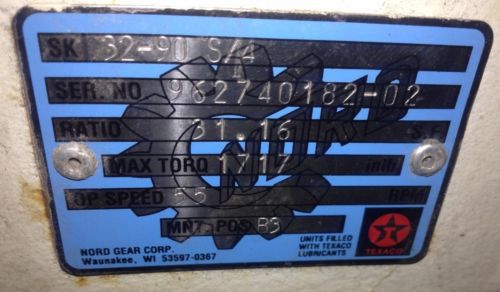 SK 32-90 S/4
SER. NO 962740182-02
RATIO 31.16 S.F.
MAX TORQ 1717 inlb
OP SPEED 55 RPM
MNT. POS B3
NORD
NORD GEAR CORP.
Waunakee, WI 53597-0367
UNITS FILLED
WITH TEXACO
LUBRICANTS
TEXACO